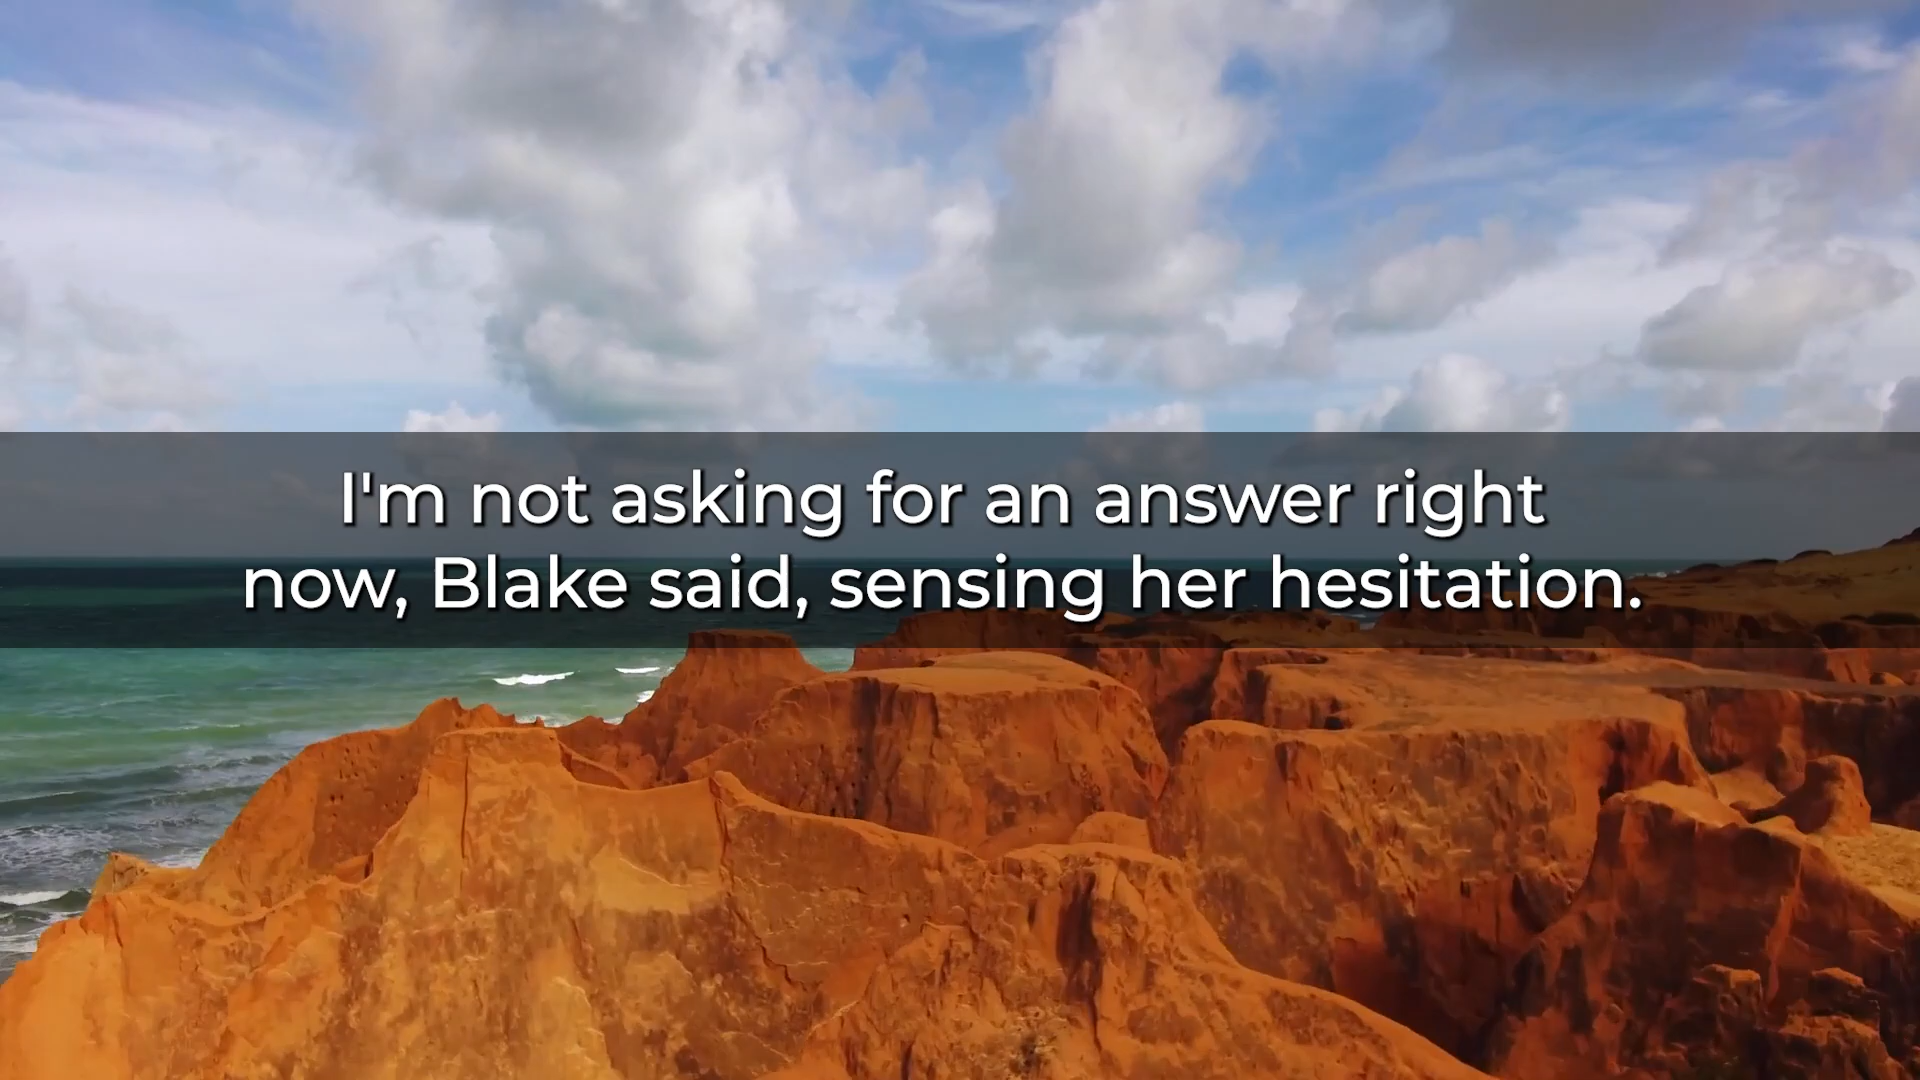 I'm not asking for an answer right
now, Blake said, sensing her hesitation.